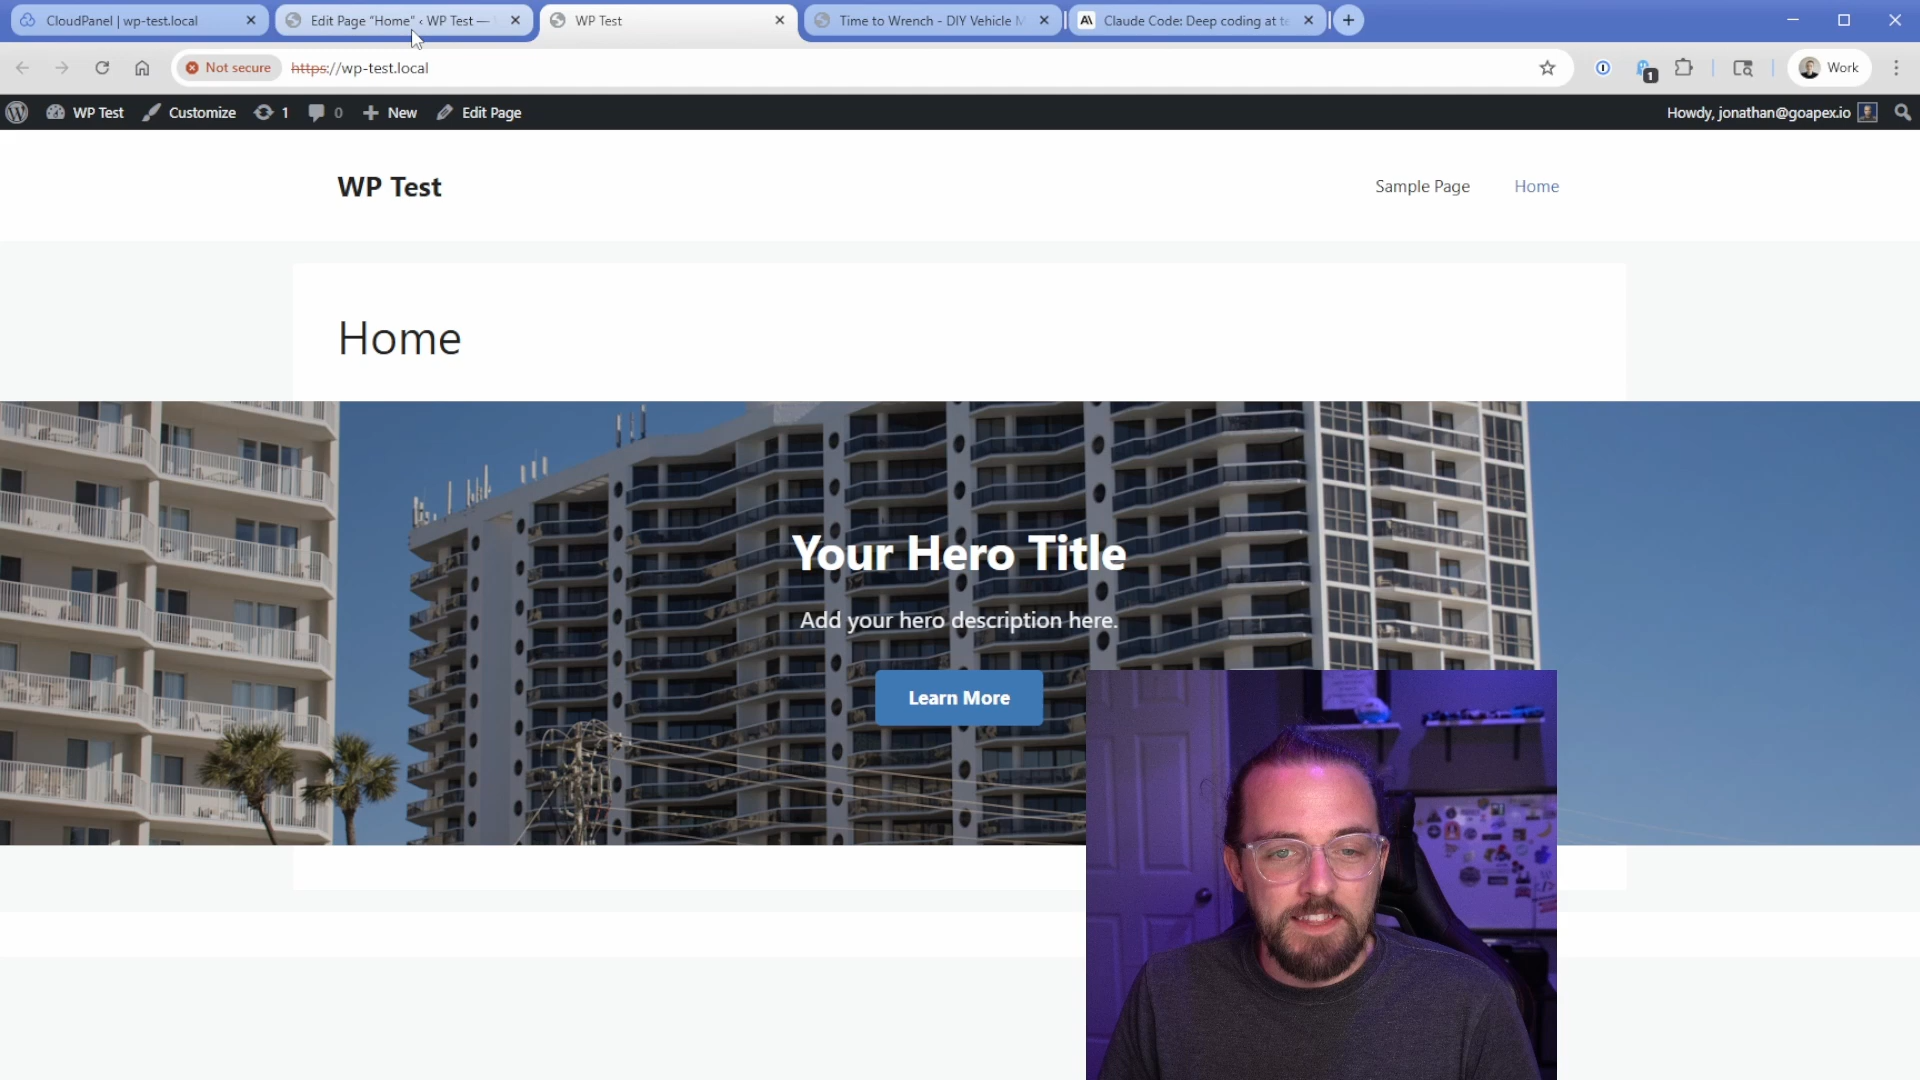 CloudPanel | wp-test.local
Edit Page "Home" ‹ WP Test —
WP Test
Time to Wrench - DIY Vehicle M
Claude Code: Deep coding at te
Not secure
https://wp-test.local
1
Work
WP Test
Customize
1
0
New
Edit Page
Howdy, jonathan@goapex.io
WP Test
Sample Page
Home
Home
Your Hero Title
Add your hero description here.
Learn More